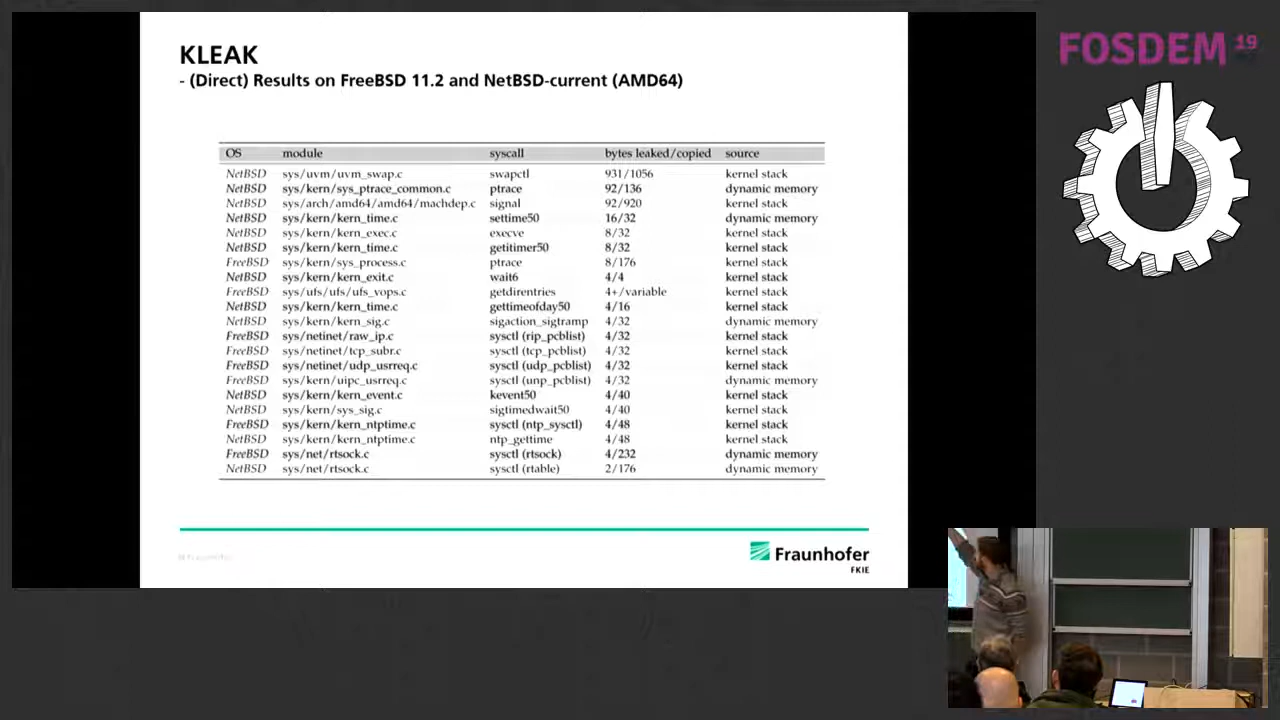 KLEAK
- (Direct) Results on FreeBSD 11.2 and NetBSD-current (AMD64)
FOSDEM 19
OS module syscall bytes leaked/copied source
NetBSD sys/uvm/uvm_swap.c swapctl 931/1056 kernel stack
NetBSD sys/kern/sys_ptrace_common.c ptrace 92/136 dynamic memory
NetBSD sys/arch/amd64/amd64/machdep.c signal 92/920 kernel stack
NetBSD sys/kern/kern_time.c settime50 16/32 dynamic memory
NetBSD sys/kern/kern_exec.c execve 8/32 kernel stack
NetBSD sys/kern/kern_time.c getitimer50 8/32 kernel stack
FreeBSD sys/kern/sys_process.c ptrace 8/176 kernel stack
NetBSD sys/kern/kern_exit.c wait6 4/4 kernel stack
FreeBSD sys/ufs/ufs/ufs_vops.c getdirentries 4+/variable kernel stack
NetBSD sys/kern/kern_time.c gettimeofday50 4/16 kernel stack
NetBSD sys/kern/kern_sig.c sigaction_sigtramp 4/32 dynamic memory
FreeBSD sys/netinet/raw_ip.c sysctl (rip_pcblist) 4/32 kernel stack
FreeBSD sys/netinet/tcp_subr.c sysctl (tcp_pcblist) 4/32 kernel stack
FreeBSD sys/netinet/udp_usrreq.c sysctl (udp_pcblist) 4/32 kernel stack
FreeBSD sys/kern/uipc_usrreq.c sysctl (unp_pcblist) 4/32 dynamic memory
NetBSD sys/kern/kern_event.c kevent50 4/40 kernel stack
NetBSD sys/kern/sys_sig.c sigtimedwait50 4/40 kernel stack
FreeBSD sys/kern/kern_ntptime.c sysctl (ntp_sysctl) 4/48 kernel stack
NetBSD sys/kern/kern_ntptime.c ntp_gettime 4/48 kernel stack
FreeBSD sys/net/rtsock.c sysctl (rtsock) 4/232 dynamic memory
NetBSD sys/net/rtsock.c sysctl (rtable) 2/176 dynamic memory
Fraunhofer
FKIE